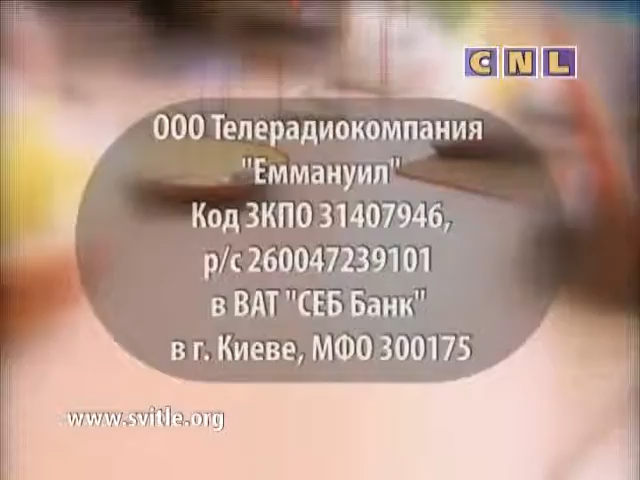 CNL
ООО Телерадиокомпания
"Еммануил"
Код ЗКПО 31407946,
р/с 260047239101
в ВАТ "СЕБ Банк"
в г. Киеве, МФО 300175
www.svitle.org